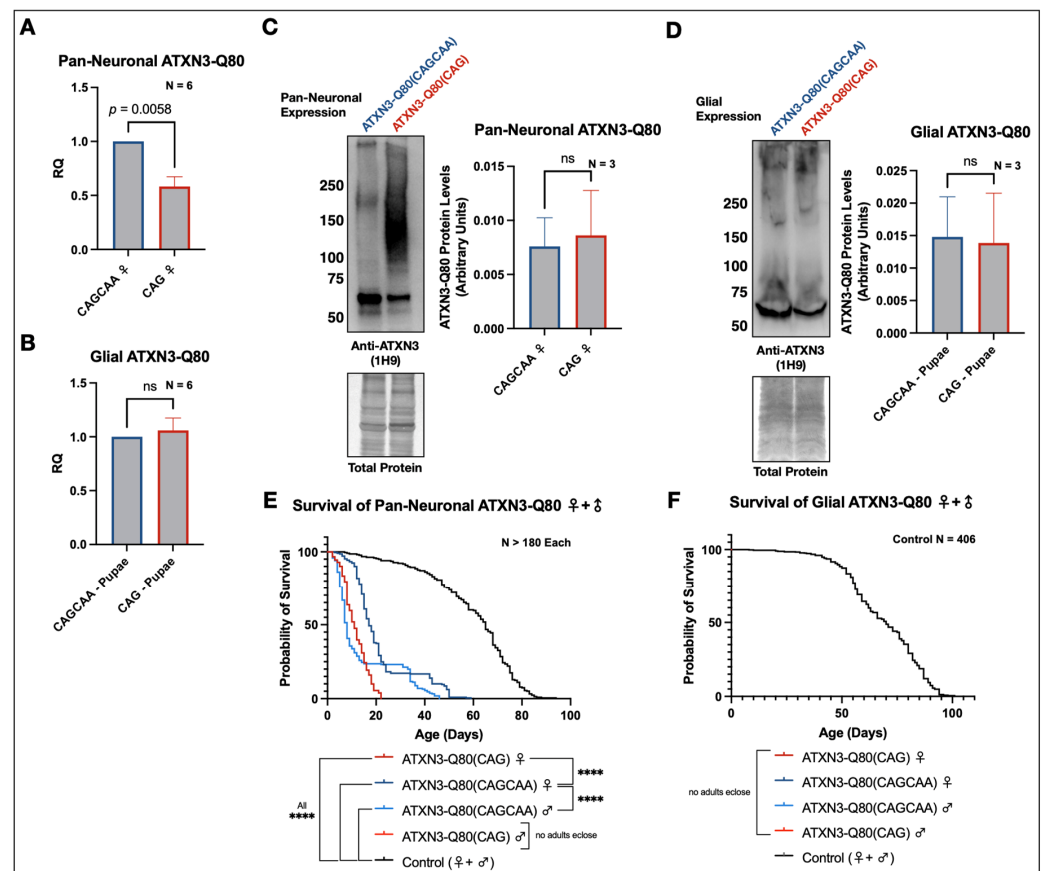 A
Pan-Neuronal ATXN3-Q80
N = 6
p = 0.0058
RQ
1.5
1.0
0.5
0.0
CAGCAA ♀
CAG ♀
B
Glial ATXN3-Q80
ns
N = 6
RQ
1.5
1.0
0.5
0.0
CAGCAA - Pupae
CAG - Pupae
C
Pan-Neuronal
Expression
ATXN3-Q80(CAGCAA)
ATXN3-Q80(CAG)
250
150
100
75
50
Anti-ATXN3
(1H9)
Total Protein
Pan-Neuronal ATXN3-Q80
ns
N = 3
ATXN3-Q80 Protein Levels
(Arbitrary Units)
0.015
0.010
0.005
0.000
CAGCAA ♀
CAG ♀
D
Glial
Expression
ATXN3-Q80(CAGCAA)
ATXN3-Q80(CAG)
250
150
100
75
50
Anti-ATXN3
(1H9)
Total Protein
Glial ATXN3-Q80
ns
N = 3
ATXN3-Q80 Protein Levels
(Arbitrary Units)
0.025
0.020
0.015
0.010
0.005
0.000
CAGCAA - Pupae
CAG - Pupae
E
Survival of Pan-Neuronal ATXN3-Q80 ♀+♂
N > 180 Each
Probability of Survival
100
50
0
0 20 40 60 80 100
Age (Days)
ATXN3-Q80(CAG) ♀
ATXN3-Q80(CAGCAA) ♀
ATXN3-Q80(CAGCAA) ♂
ATXN3-Q80(CAG) ♂
Control (♀+ ♂)
All
****
****
****
no adults eclose
F
Survival of Glial ATXN3-Q80 ♀+♂
Control N = 406
Probability of Survival
100
50
0
0 50 100
Age (Days)
no adults eclose
ATXN3-Q80(CAG) ♀
ATXN3-Q80(CAGCAA) ♀
ATXN3-Q80(CAGCAA) ♂
ATXN3-Q80(CAG) ♂
Control (♀+ ♂)